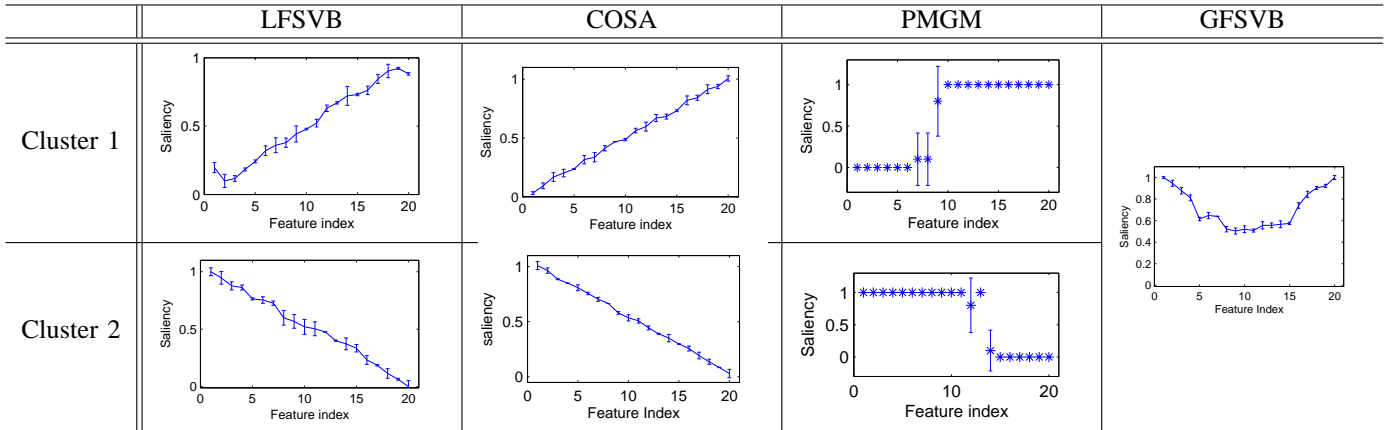 LFSVB COSA PMGM GFSVB
Cluster 1
1
0.5
0
Saliency
0 5 10 15 20
Feature index
1
0.5
0
Saliency
0 5 10 15 20
Feature index
1
0.5
0
Saliency
0 10 20
Feature index
1
0.8
0.6
0.4
0.2
0
Saliency
0 5 10 15 20
Feature Index
Cluster 2
1
0.5
0
Saliency
0 5 10 15 20
Feature index
1
0.5
0
saliency
0 5 10 15 20
Feature Index
1
0.5
0
Saliency
0 10 20
Feature index